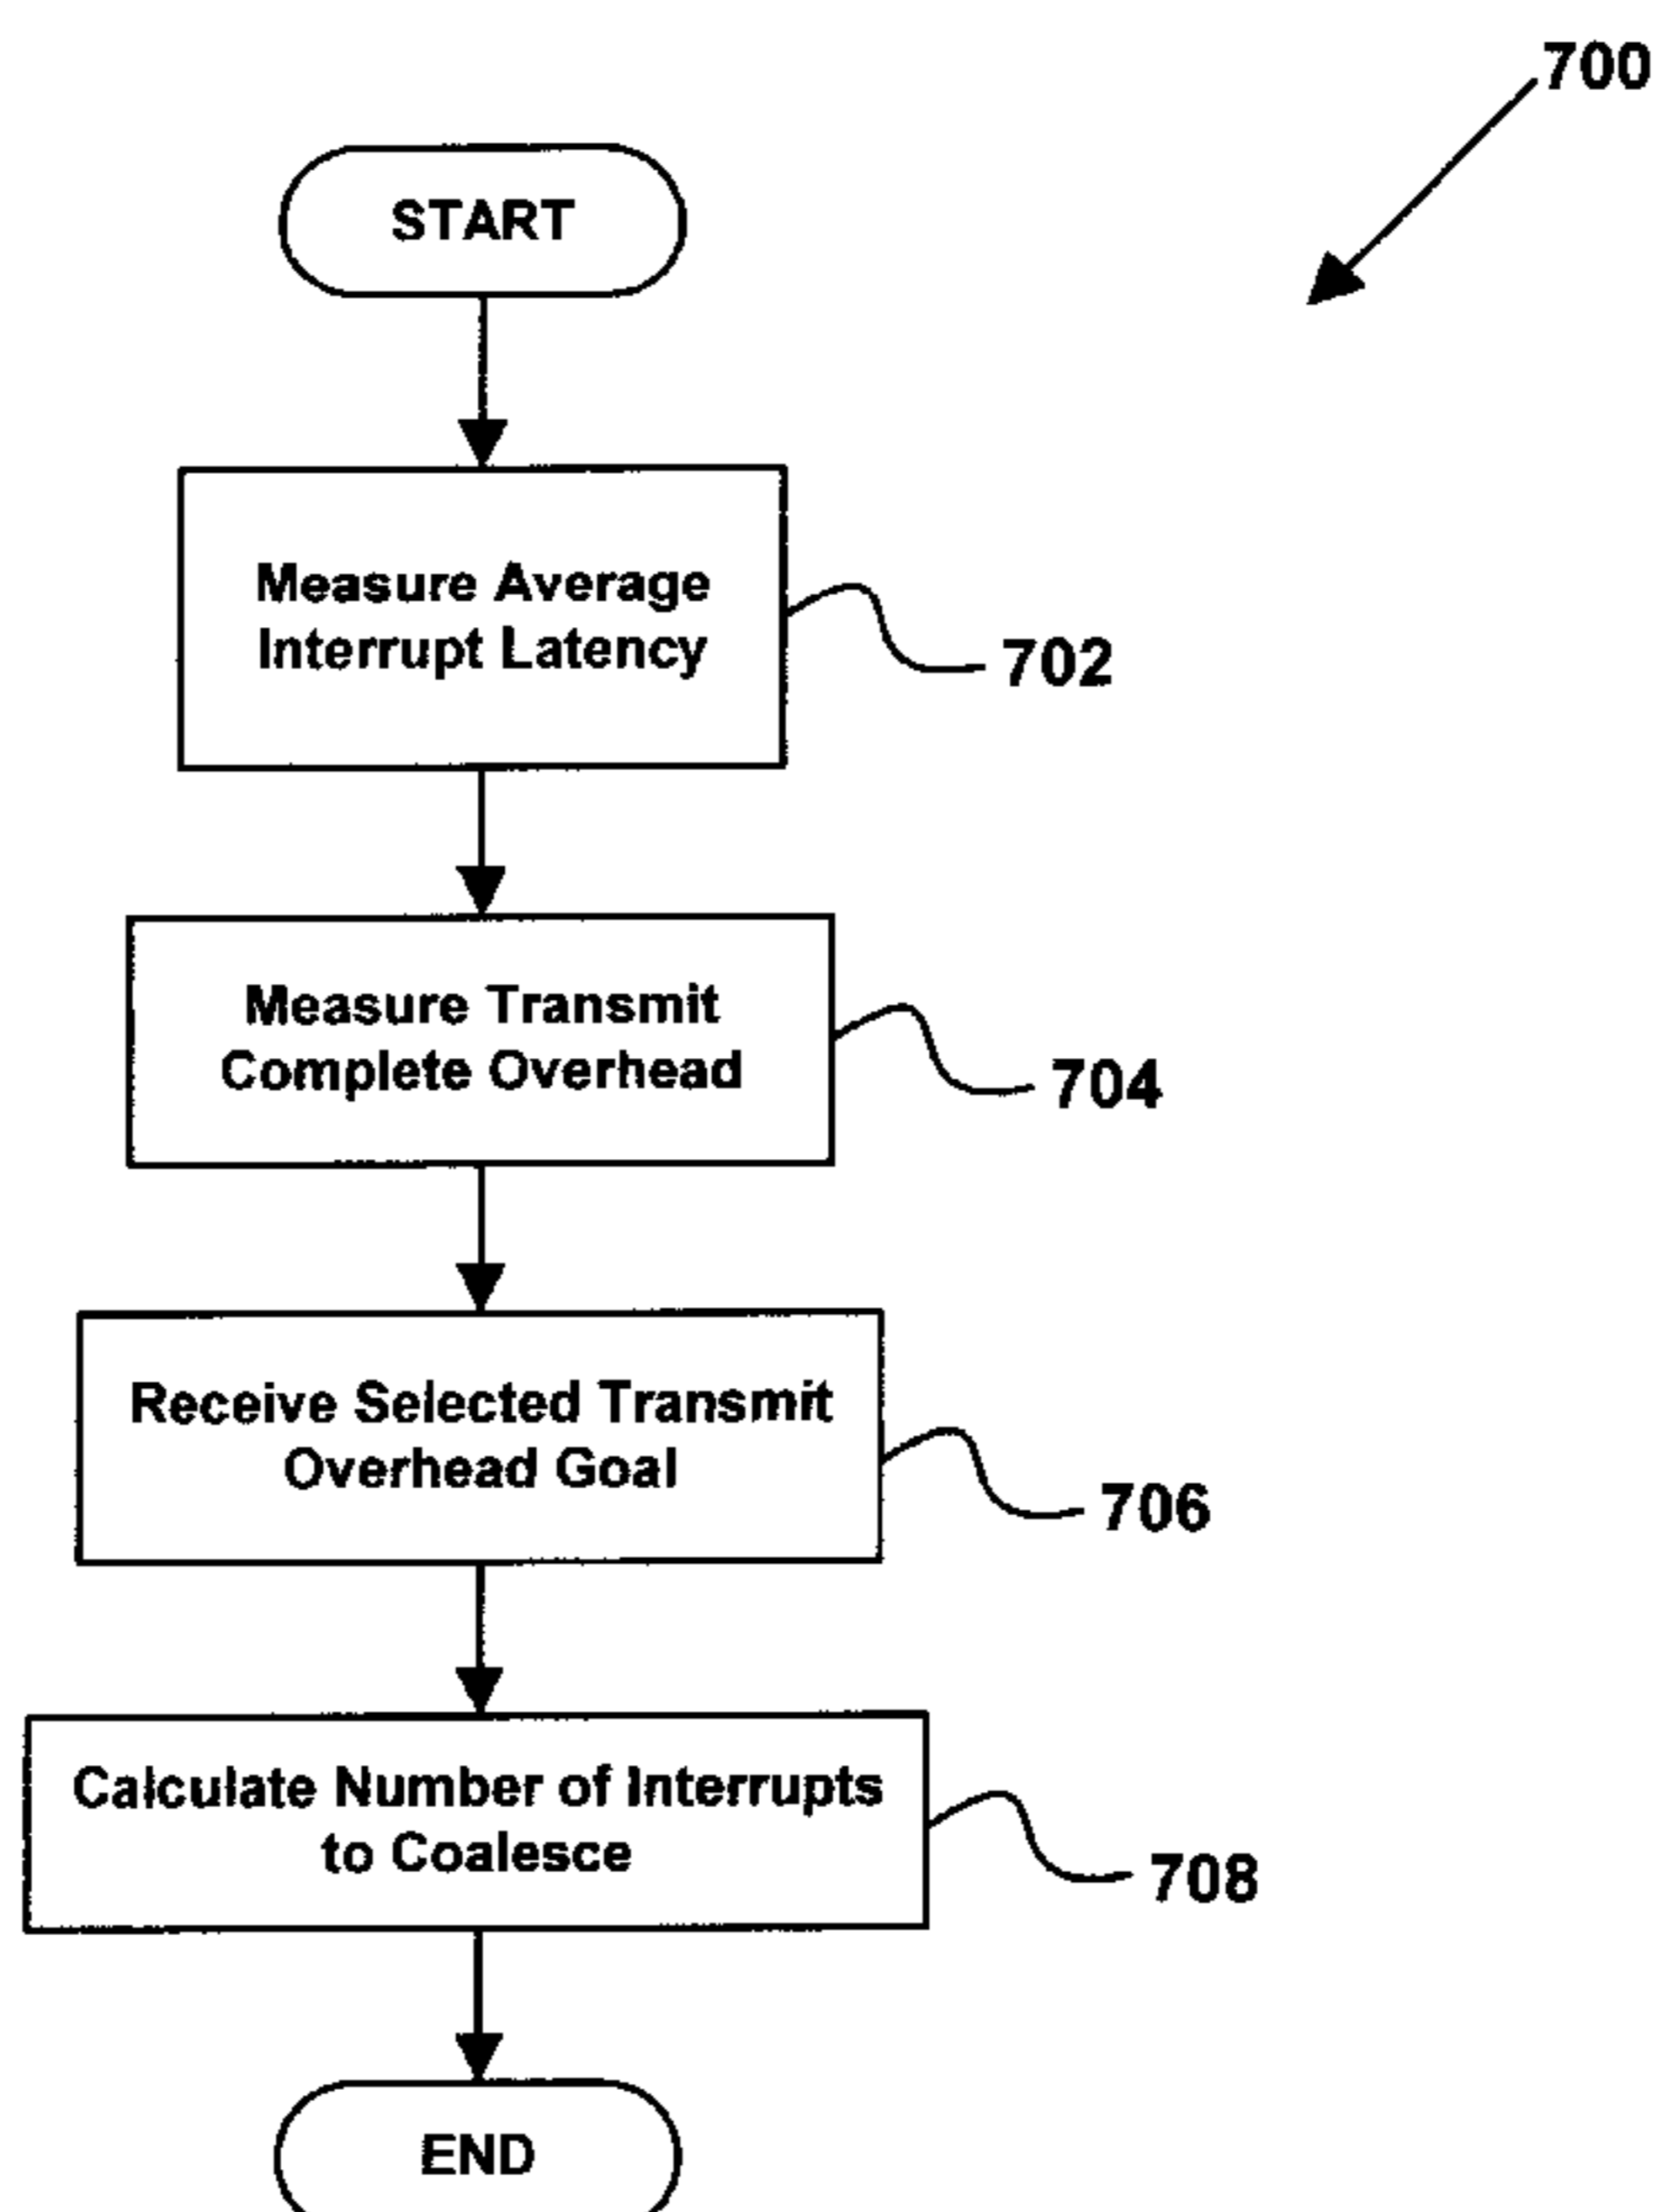 700
START
Measure Average
Interrupt Latency
702
Measure Transmit
Complete Overhead
704
Receive Selected Transmit
Overhead Goal
706
Calculate Number of Interrupts
to Coalesce
708
END